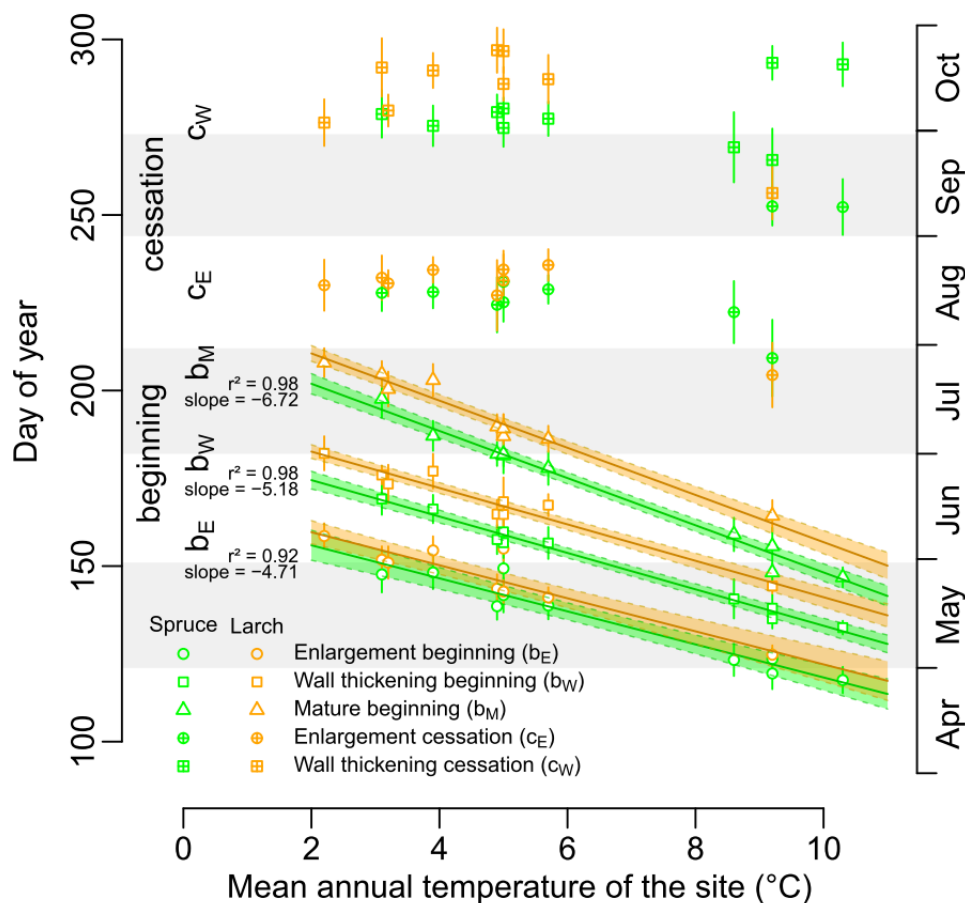 300
250
200
150
100
Day of year
cessation
beginning
c_W
c_E
b_M
r² = 0.98
slope = −6.72
b_W
r² = 0.98
slope = −5.18
b_E
r² = 0.92
slope = −4.71
Oct
Sep
Aug
Jul
Jun
May
Apr
Spruce Larch
Enlargement beginning (b_E)
Wall thickening beginning (b_W)
Mature beginning (b_M)
Enlargement cessation (c_E)
Wall thickening cessation (c_W)
0 2 4 6 8 10
Mean annual temperature of the site (°C)